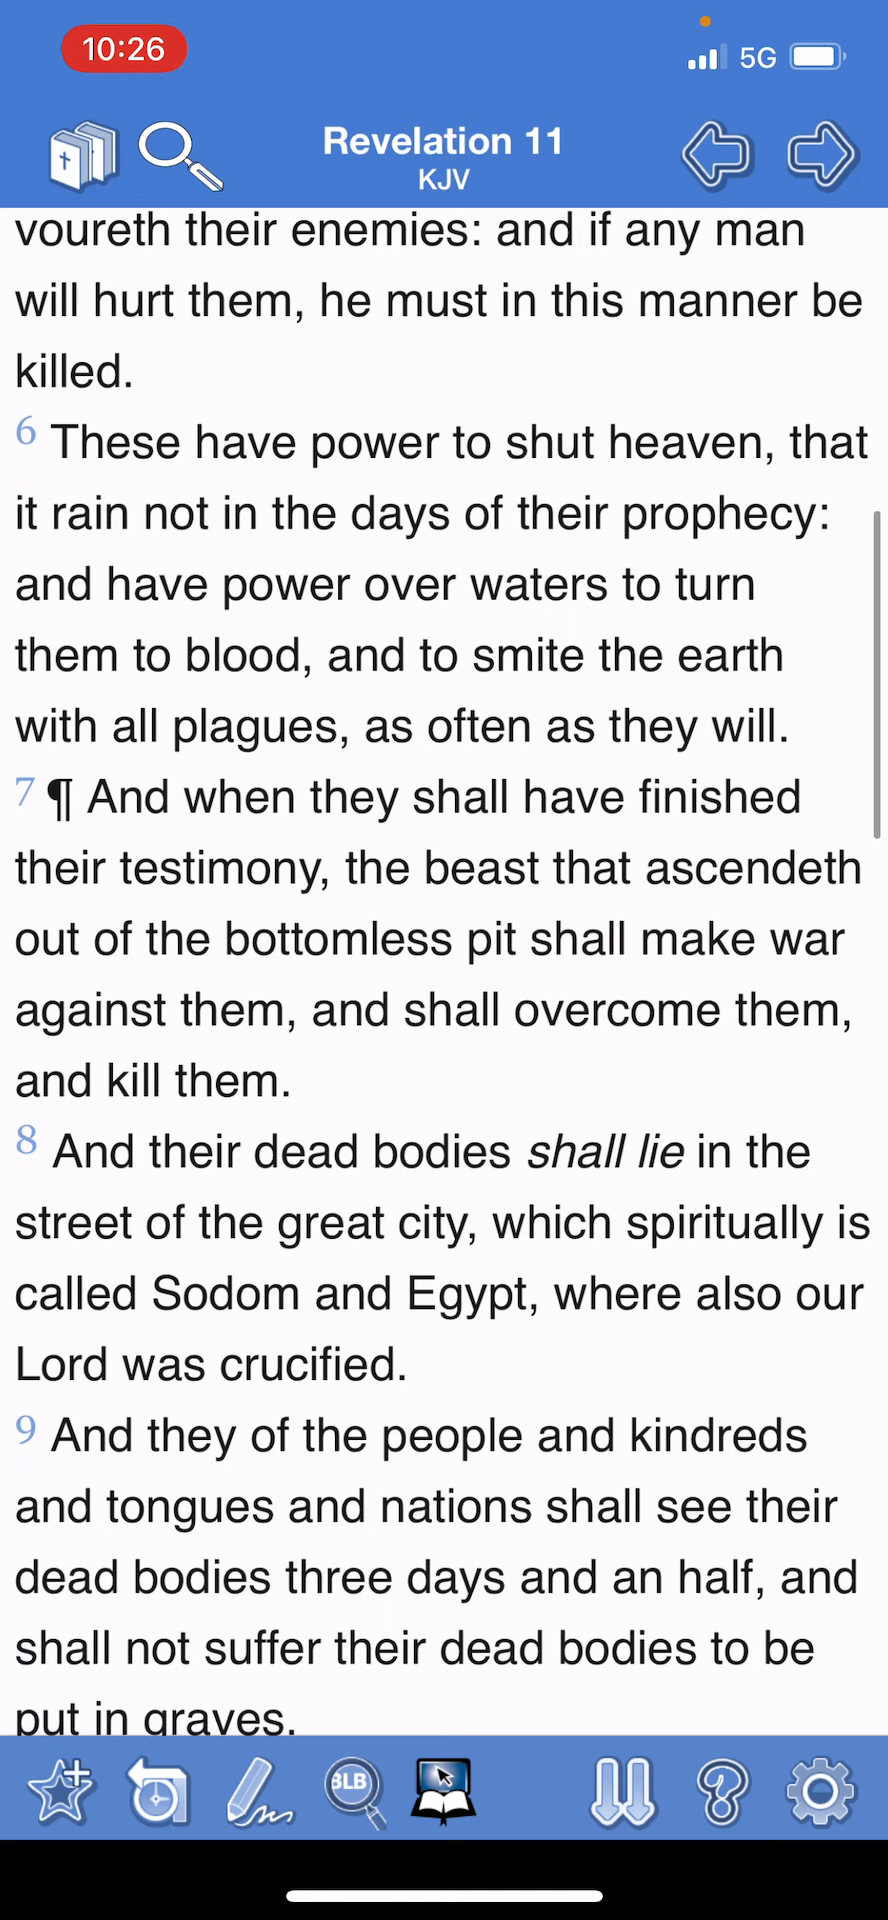 10:26
5G
Revelation 11
KJV
voureth their enemies: and if any man
will hurt them, he must in this manner be
killed.
6 These have power to shut heaven, that
it rain not in the days of their prophecy:
and have power over waters to turn
them to blood, and to smite the earth
with all plagues, as often as they will.
7 ¶ And when they shall have finished
their testimony, the beast that ascendeth
out of the bottomless pit shall make war
against them, and shall overcome them,
and kill them.
8 And their dead bodies shall lie in the
street of the great city, which spiritually is
called Sodom and Egypt, where also our
Lord was crucified.
9 And they of the people and kindreds
and tongues and nations shall see their
dead bodies three days and an half, and
shall not suffer their dead bodies to be
put in graves.
BLB